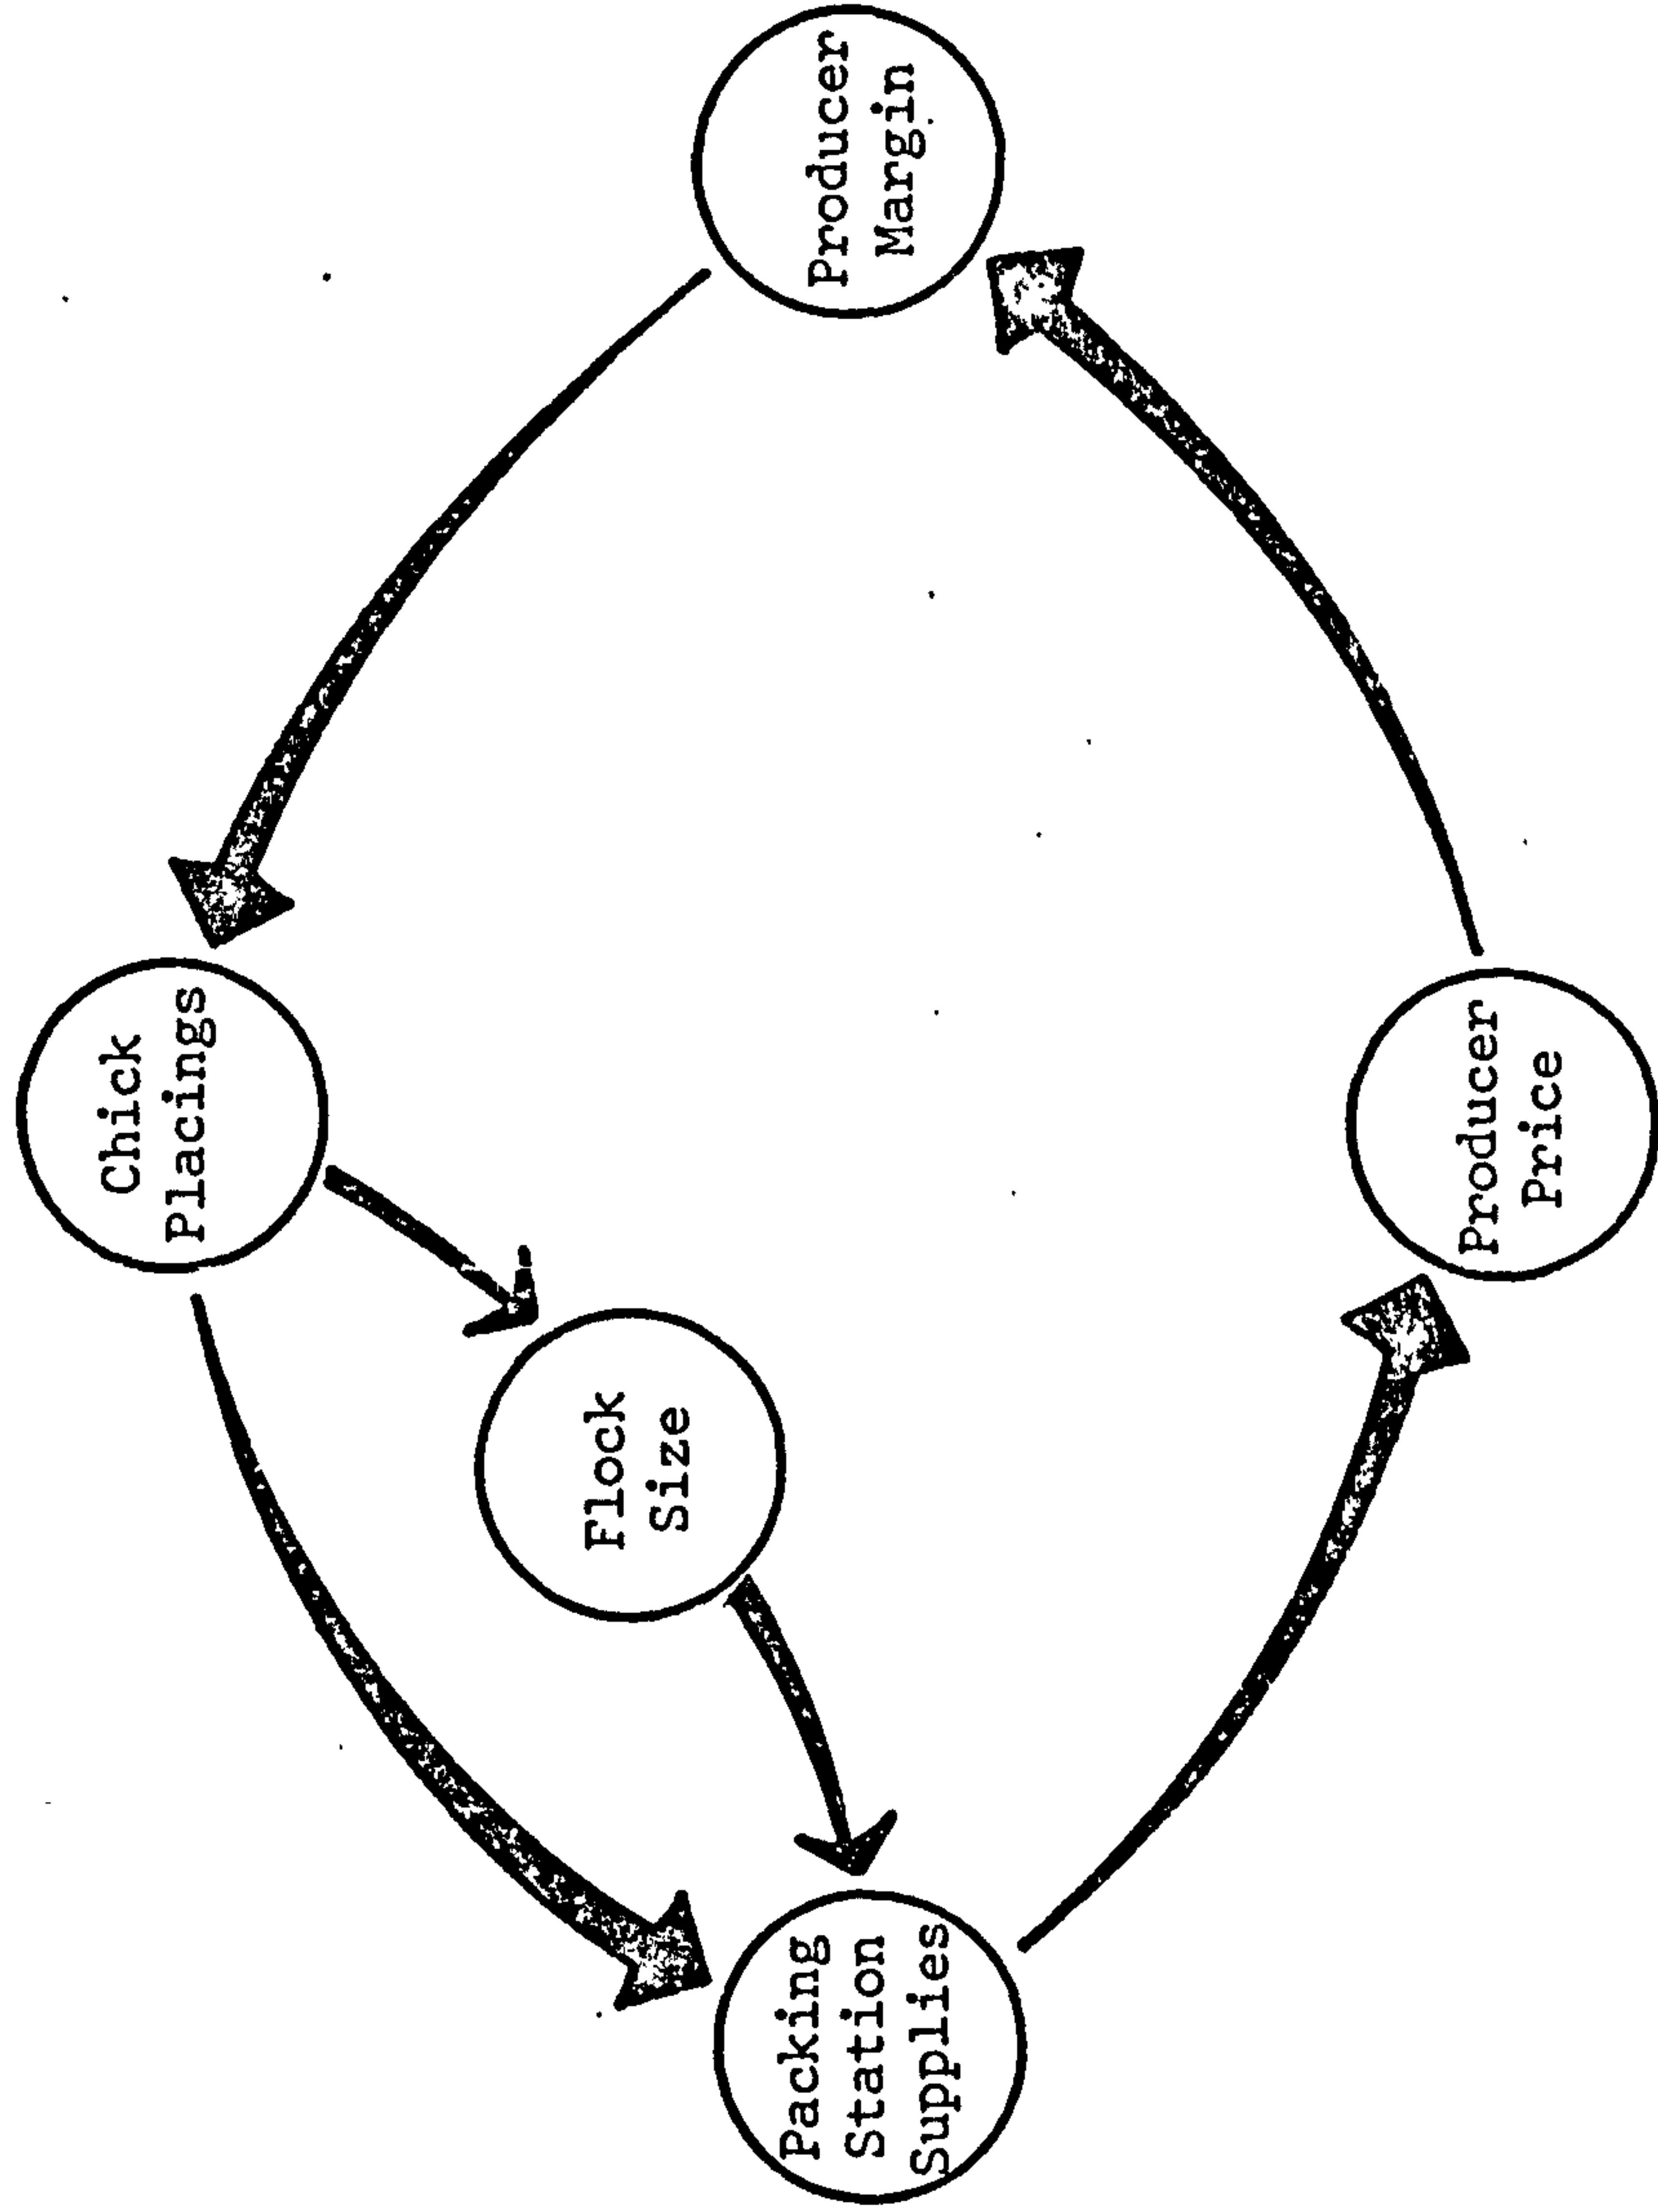 Chick
Placings
Flock
Size
Packing
Station
Supplies
Producer
Margin
Producer
Price